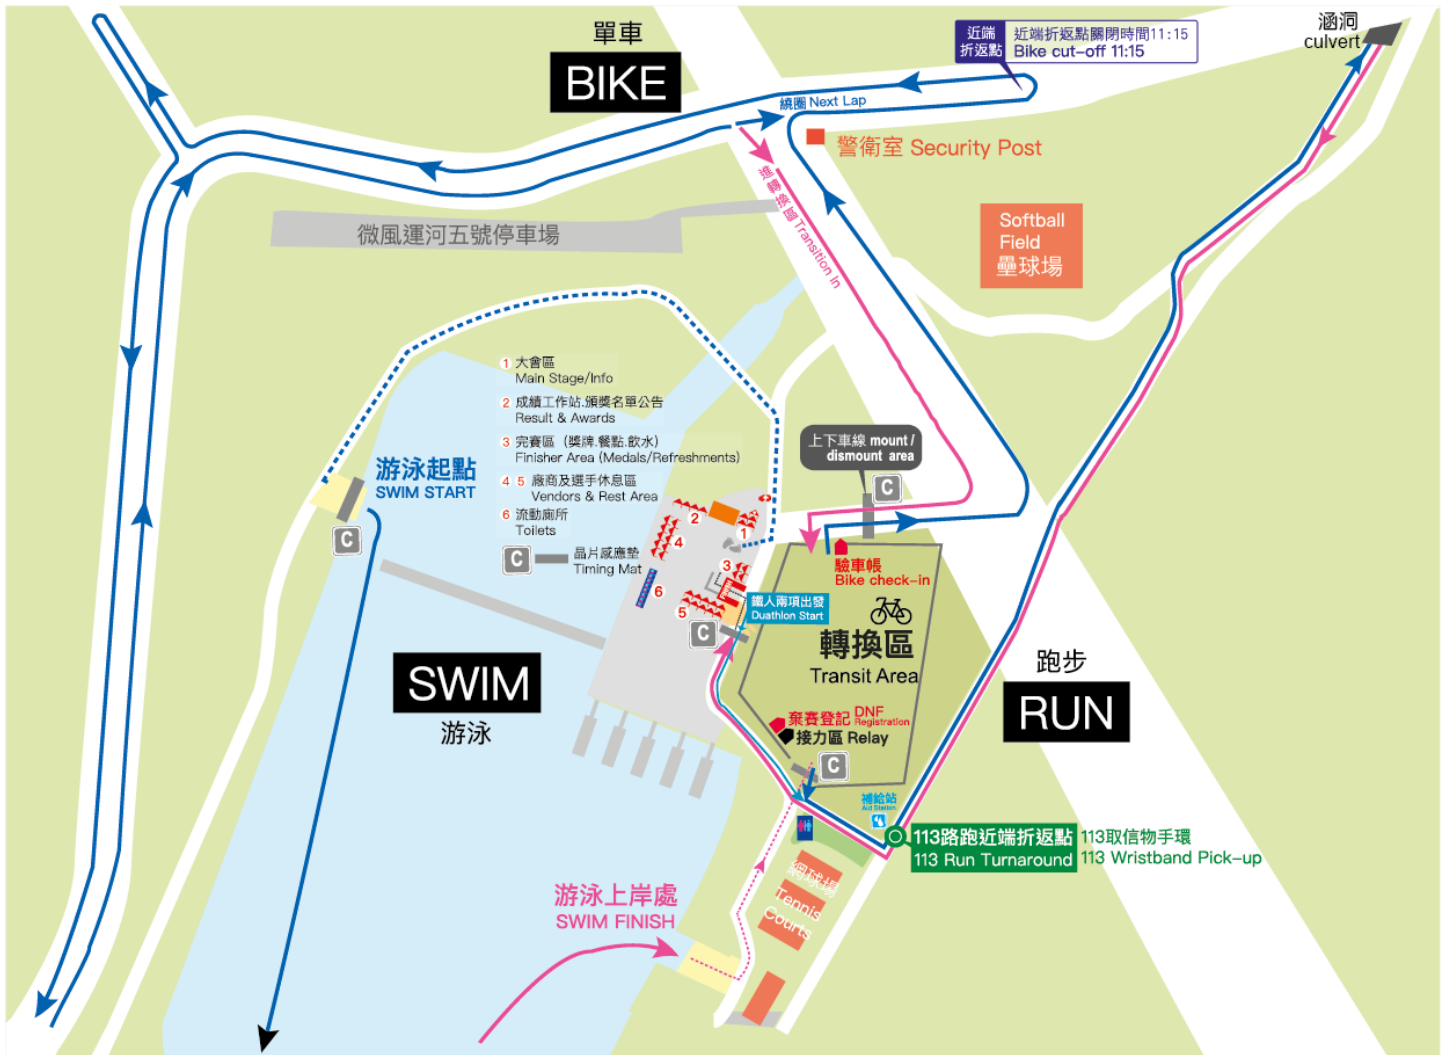 單車
BIKE
近端
折返點
近端折返點關閉時間11:15
Bike cut-off 11:15
涵洞
culvert
繞圈 Next Lap
警衛室 Security Post
進轉換區 Transition In
Softball
Field
壘球場
微風運河五號停車場
1 大會區
Main Stage/Info
2 成績工作站.頒獎名單公告
Result & Awards
3 完賽區（獎牌.餐點.飲水）
Finisher Area (Medals/Refreshments)
4 5 廠商及選手休息區
Vendors & Rest Area
6 流動廁所
Toilets
C 晶片感應墊
Timing Mat
游泳起點
SWIM START
C
上下車線 mount /
dismount area
C
2
1
4
3
6
5
C
驗車帳
Bike check-in
鐵人兩項出發
Duathlon Start
轉換區
Transit Area
SWIM
游泳
跑步
RUN
棄賽登記 DNF
Registration
接力區 Relay
C
補給站
Aid Station
113路跑近端折返點
113 Run Turnaround
113取信物手環
113 Wristband Pick-up
網球場
Tennis
Courts
游泳上岸處
SWIM FINISH